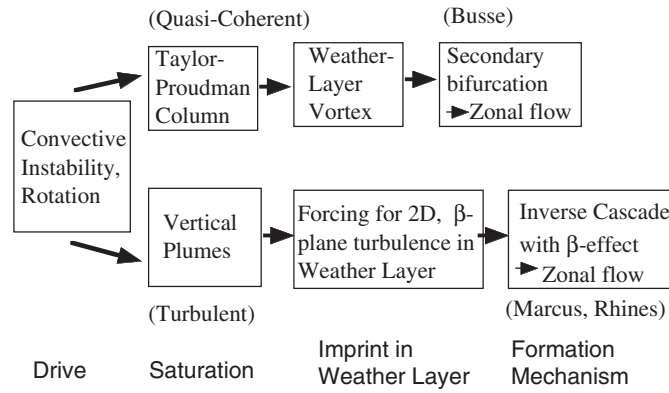 (Quasi-Coherent)
(Busse)
Taylor-
Proudman
Column
Weather-
Layer
Vortex
Secondary
bifurcation
Zonal flow
Convective
Instability,
Rotation
Vertical
Plumes
Forcing for 2D, β-
plane turbulence in
Weather Layer
Inverse Cascade
with β-effect
Zonal flow
(Turbulent)
(Marcus, Rhines)
Drive
Saturation
Imprint in
Weather Layer
Formation
Mechanism